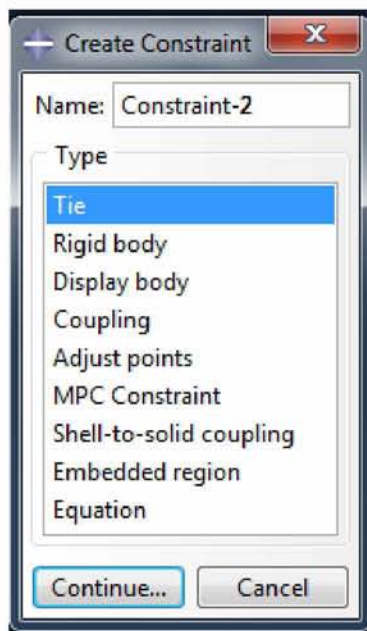 Create Constraint
Name: Constraint-2
Type
Tie
Rigid body
Display body
Coupling
Adjust points
MPC Constraint
Shell-to-solid coupling
Embedded region
Equation
Continue... Cancel